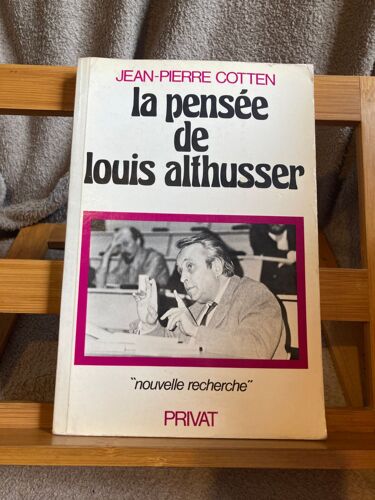 JEAN-PIERRE COTTEN
la pensée
de
louis althusser
"nouvelle recherche"
PRIVAT